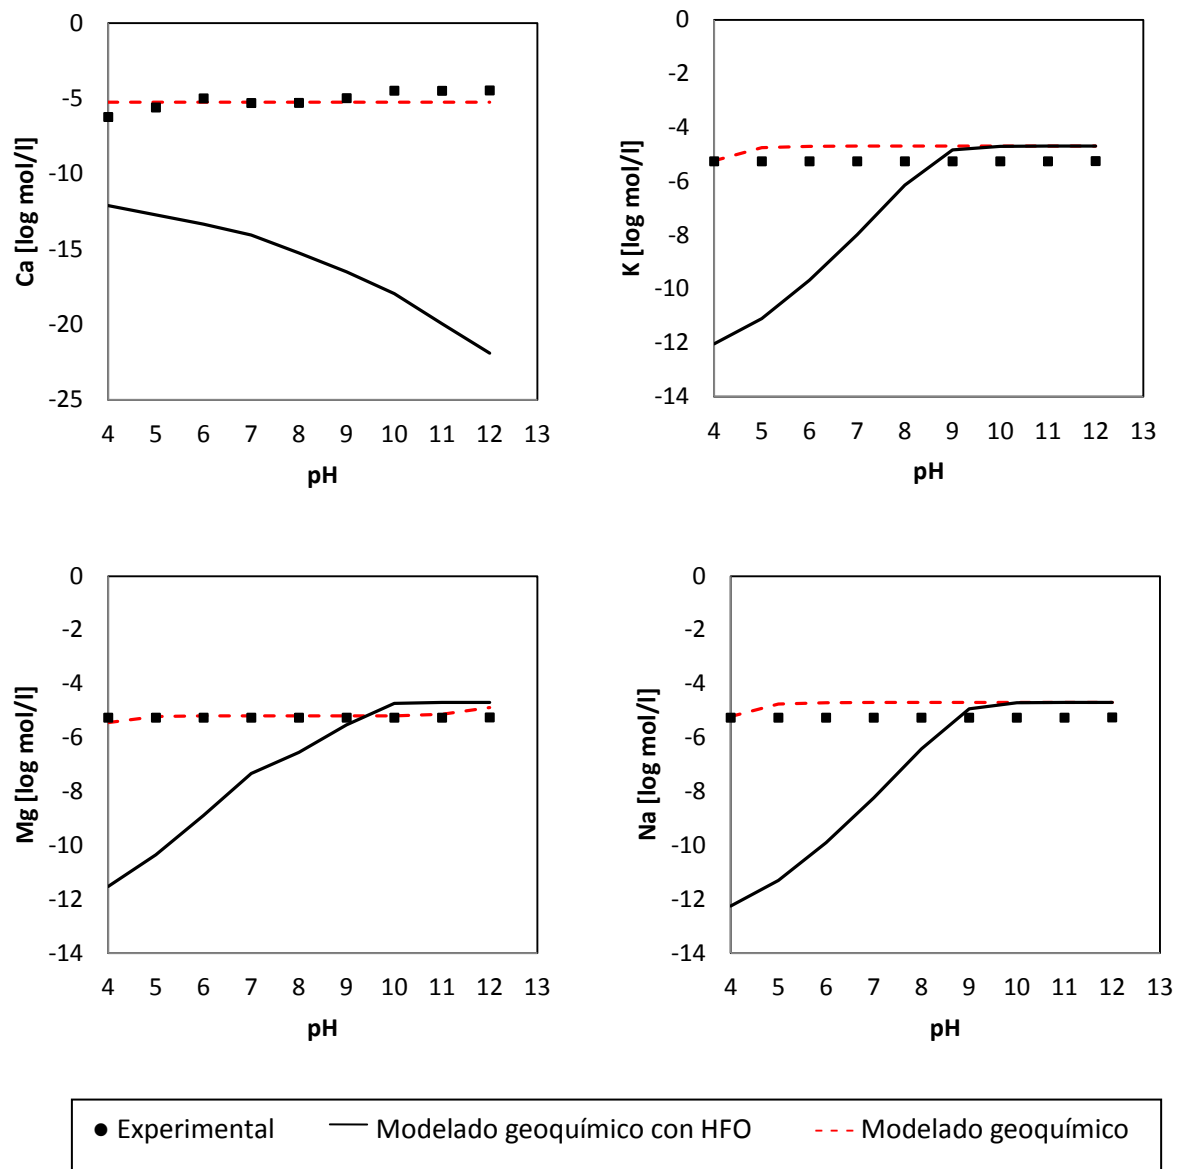 0
-5
-10
-15
-20
-25
Ca [log mol/l]
4 5 6 7 8 9 10 11 12 13
pH
0
-2
-4
-6
-8
-10
-12
-14
K [log mol/l]
4 5 6 7 8 9 10 11 12 13
pH
0
-2
-4
-6
-8
-10
-12
-14
Mg [log mol/l]
4 5 6 7 8 9 10 11 12 13
pH
0
-2
-4
-6
-8
-10
-12
-14
Na [log mol/l]
4 5 6 7 8 9 10 11 12 13
pH
Experimental Modelado geoquímico con HFO Modelado geoquímico